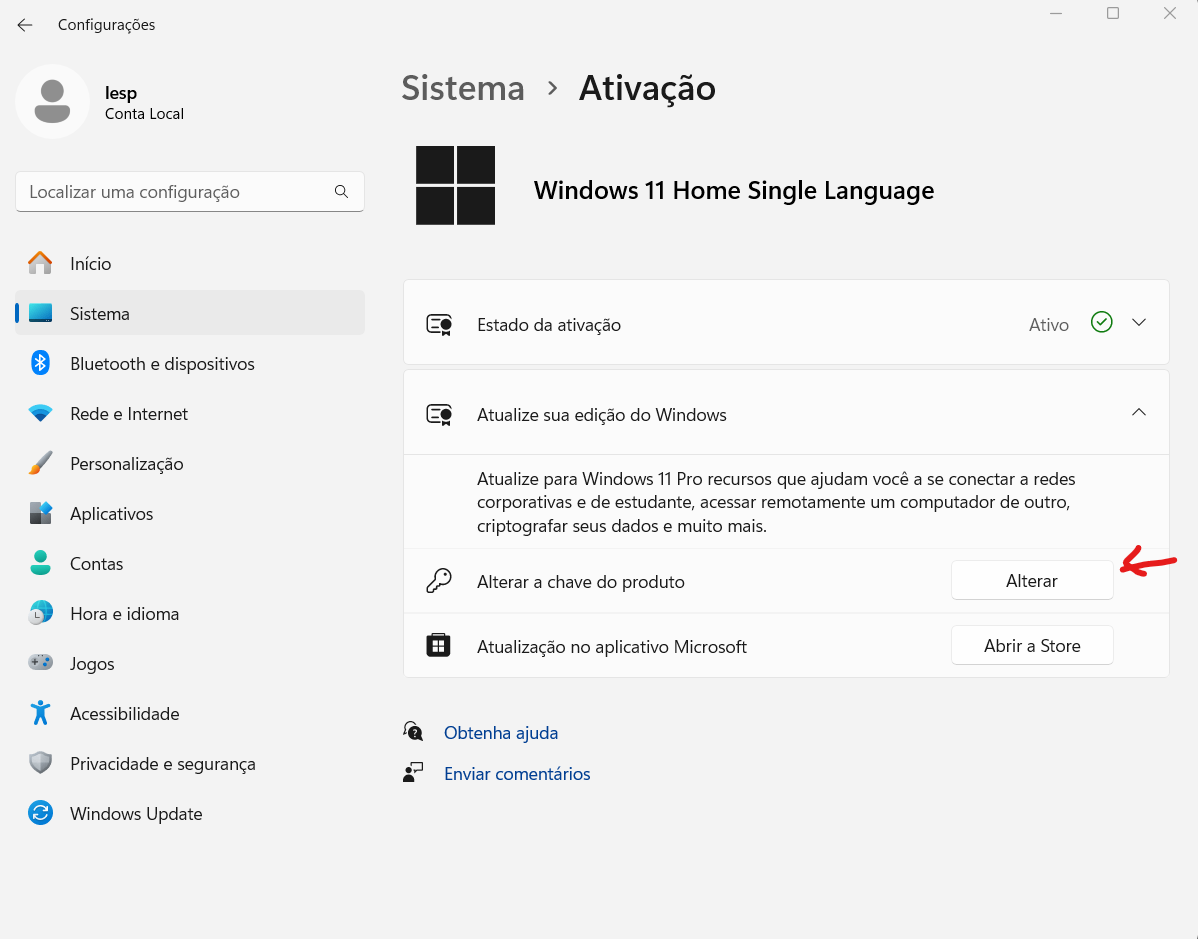 Configurações
lesp
Conta Local
Localizar uma configuração
Início
Sistema
Bluetooth e dispositivos
Rede e Internet
Personalização
Aplicativos
Contas
Hora e idioma
Jogos
Acessibilidade
Privacidade e segurança
Windows Update
Sistema > Ativação
Windows 11 Home Single Language
Estado da ativação Ativo
Atualize sua edição do Windows
Atualize para Windows 11 Pro recursos que ajudam você a se conectar a redes
corporativas e de estudante, acessar remotamente um computador de outro,
criptografar seus dados e muito mais.
Alterar a chave do produto Alterar
Atualização no aplicativo Microsoft Abrir a Store
Obtenha ajuda
Enviar comentários